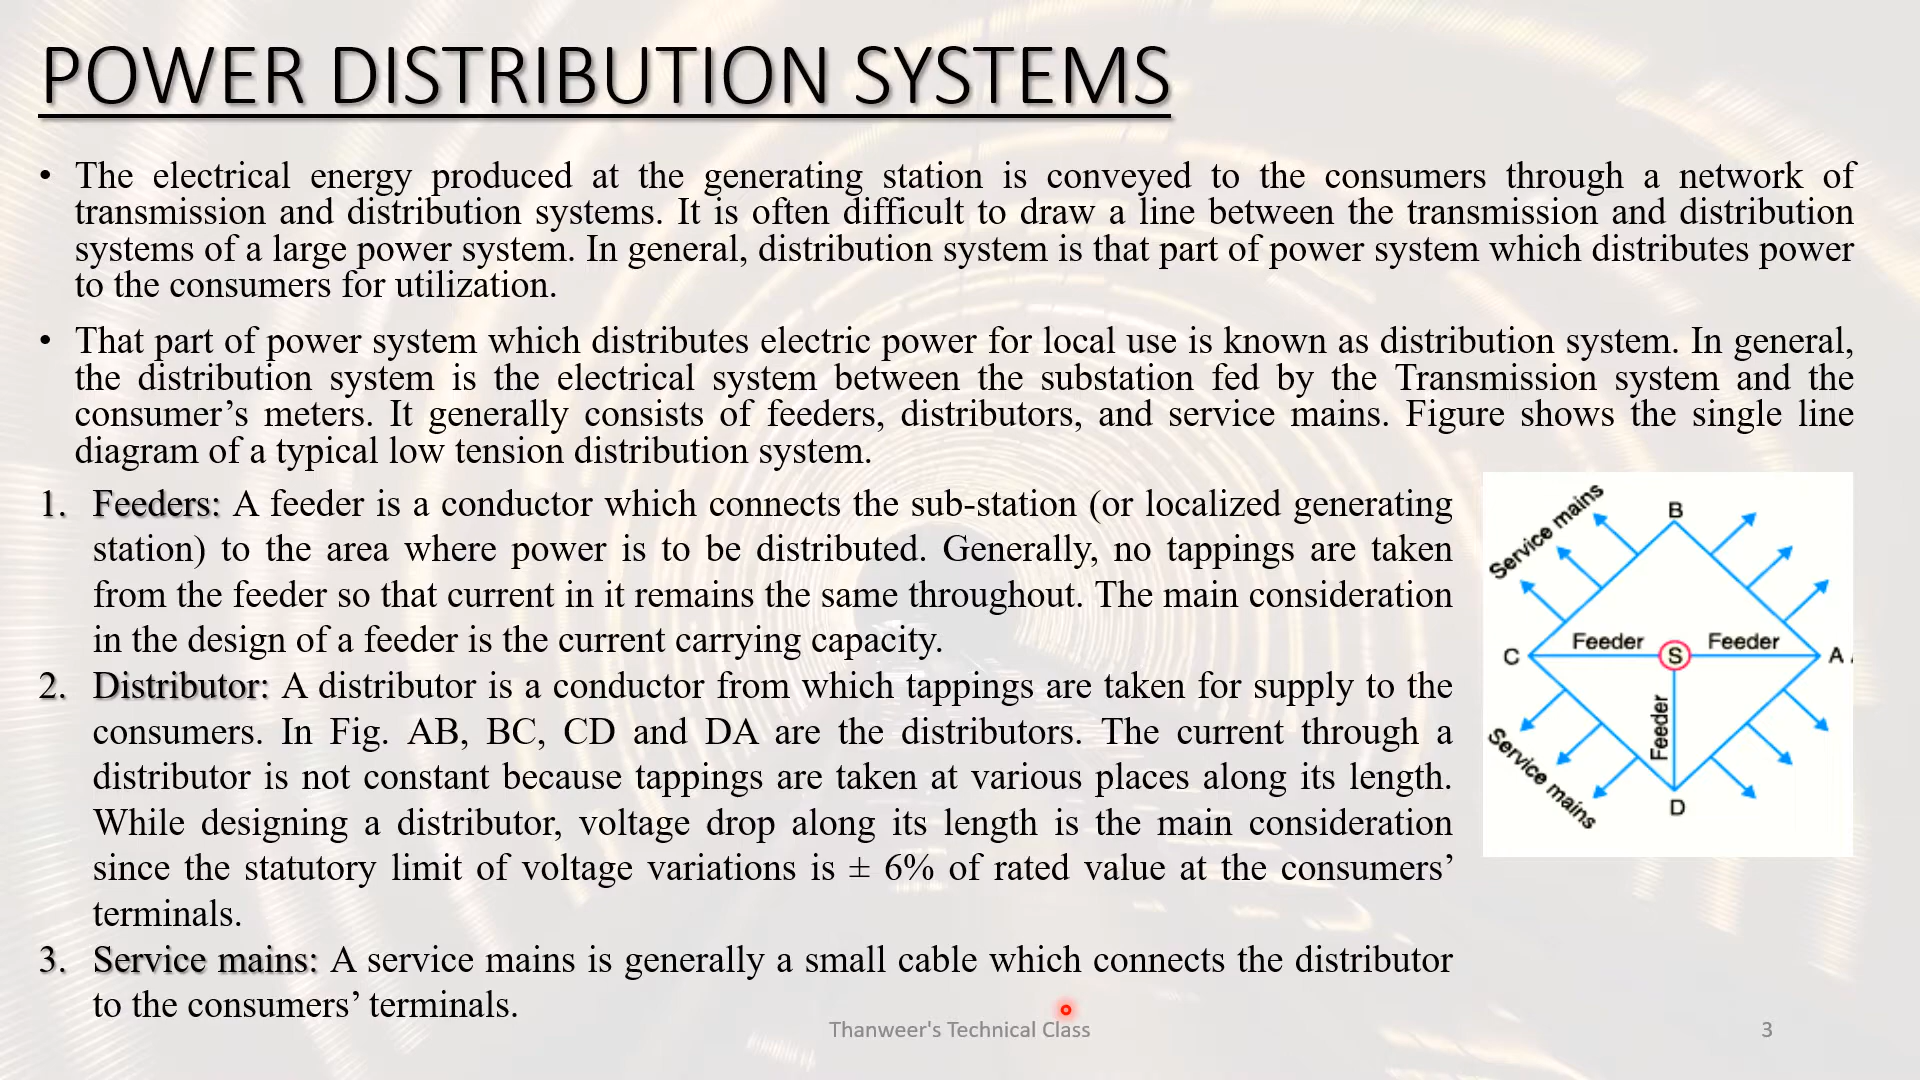 POWER DISTRIBUTION SYSTEMS
• The electrical energy produced at the generating station is conveyed to the consumers through a network of
transmission and distribution systems. It is often difficult to draw a line between the transmission and distribution
systems of a large power system. In general, distribution system is that part of power system which distributes power
to the consumers for utilization.
• That part of power system which distributes electric power for local use is known as distribution system. In general,
the distribution system is the electrical system between the substation fed by the Transmission system and the
consumer’s meters. It generally consists of feeders, distributors, and service mains. Figure shows the single line
diagram of a typical low tension distribution system.
1. Feeders: A feeder is a conductor which connects the sub-station (or localized generating
station) to the area where power is to be distributed. Generally, no tappings are taken
from the feeder so that current in it remains the same throughout. The main consideration
in the design of a feeder is the current carrying capacity.
2. Distributor: A distributor is a conductor from which tappings are taken for supply to the
consumers. In Fig. AB, BC, CD and DA are the distributors. The current through a
distributor is not constant because tappings are taken at various places along its length.
While designing a distributor, voltage drop along its length is the main consideration
since the statutory limit of voltage variations is ± 6% of rated value at the consumers’
terminals.
3. Service mains: A service mains is generally a small cable which connects the distributor
to the consumers’ terminals.
Service mains
B
C
Feeder
S
Feeder
A
Feeder
Service mains
D
Thanweer's Technical Class
3